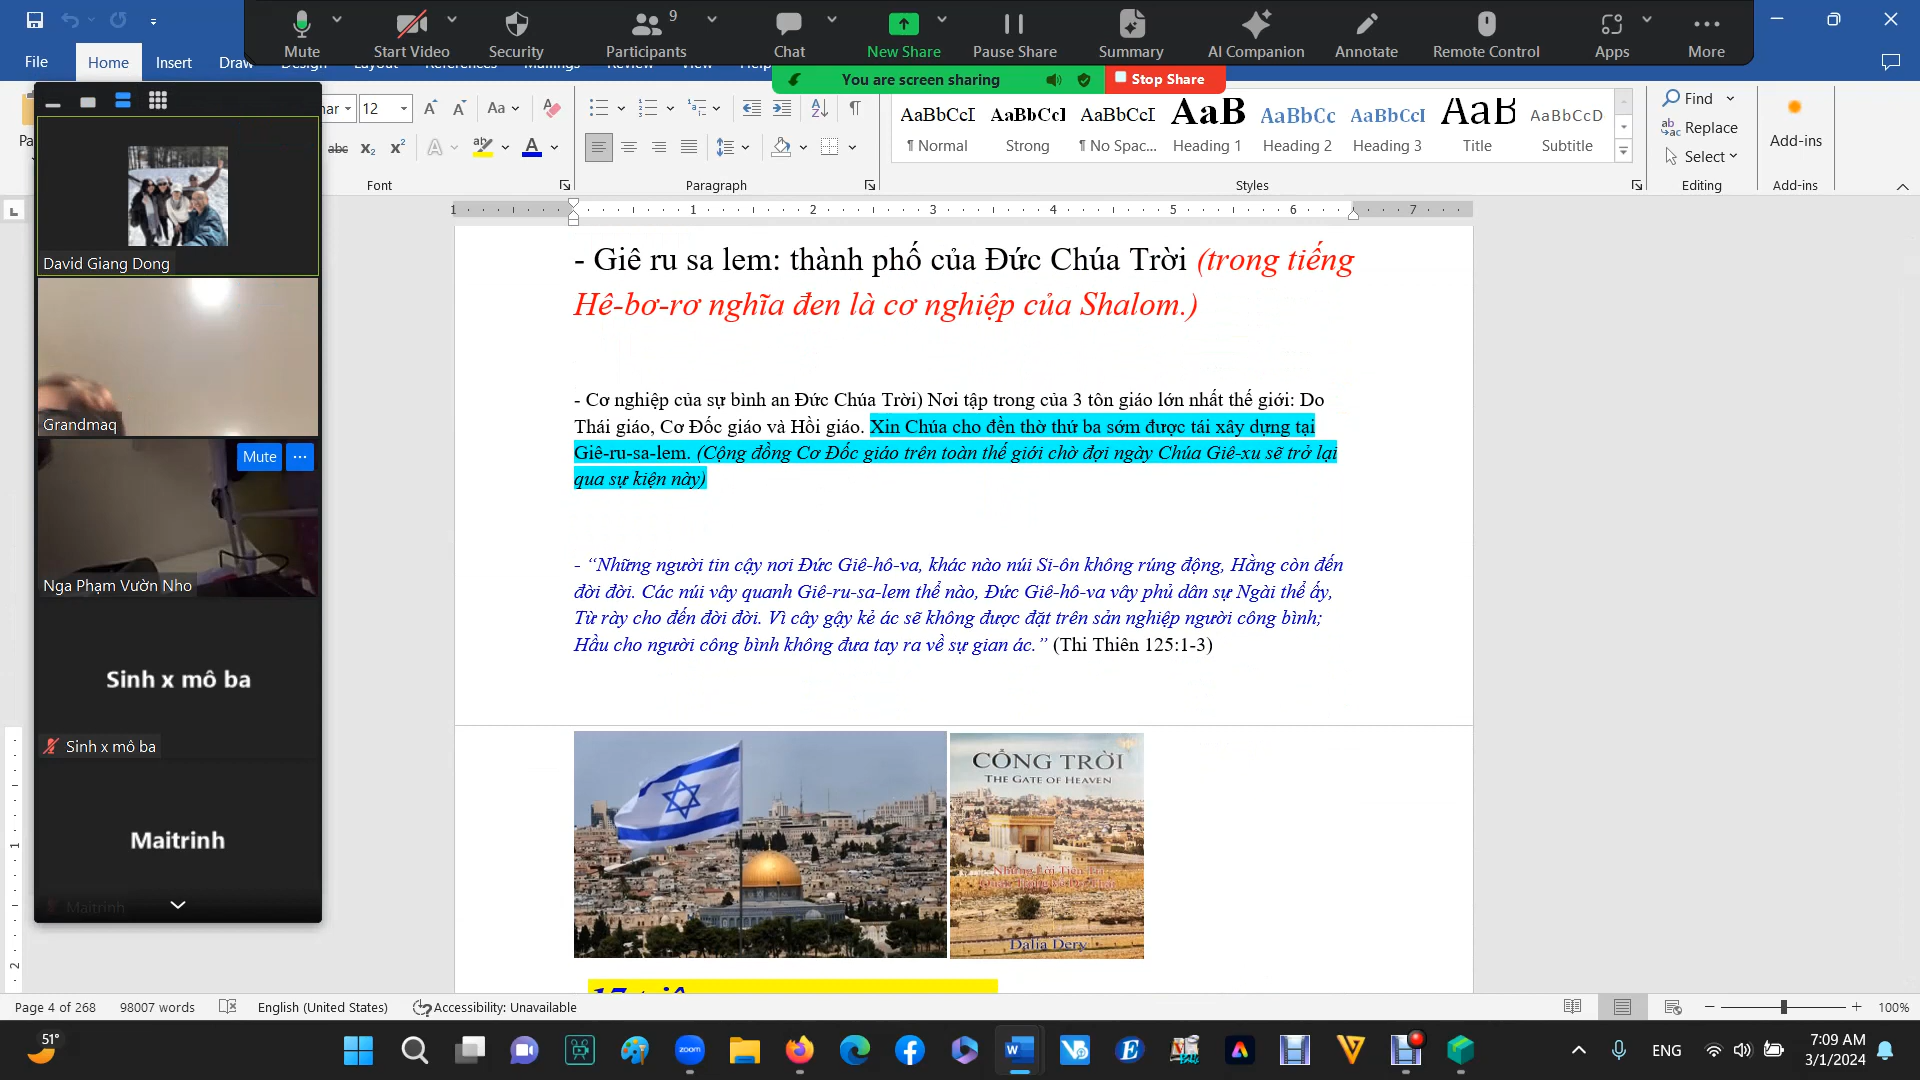 Mute
Start Video
Security
Participants
9
Chat
New Share
Pause Share
Summary
AI Companion
Annotate
Remote Control
Apps
More
You are screen sharing
Stop Share
File
Home
Insert
Draw
12
Aa
Font
Paragraph
AaBbCcI
AaBbCcI
AaBbCcI
AaB
AaBbCc
AaBbCcI
AaB
AaBbCcD
¶ Normal
Strong
¶ No Spac...
Heading 1
Heading 2
Heading 3
Title
Subtitle
Styles
Find
Replace
Select
Editing
Add-ins
Add-ins
David Giang Dong
Grandmaq
Mute
Nga Phạm Vườn Nho
Sinh x mô ba
Sinh x mô ba
Maitrinh
Maitrinh
1 1 2 3 4 5 6 7
- Giê ru sa lem: thành phố của Đức Chúa Trời (trong tiếng
Hê-bơ-rơ nghĩa đen là cơ nghiệp của Shalom.)
- Cơ nghiệp của sự bình an Đức Chúa Trời) Nơi tập trong của 3 tôn giáo lớn nhất thế giới: Do
Thái giáo, Cơ Đốc giáo và Hồi giáo. Xin Chúa cho đền thờ thứ ba sớm được tái xây dựng tại
Giê-ru-sa-lem. (Cộng đồng Cơ Đốc giáo trên toàn thế giới chờ đợi ngày Chúa Giê-xu sẽ trở lại
qua sự kiện này)
- “Những người tin cậy nơi Đức Giê-hô-va, khác nào núi Si-ôn không rúng động, Hằng còn đến
đời đời. Các núi vây quanh Giê-ru-sa-lem thể nào, Đức Giê-hô-va vây phủ dân sự Ngài thể ấy,
Từ rày cho đến đời đời. Vì cây gậy kẻ ác sẽ không được đặt trên sản nghiệp người công bình;
Hầu cho người công bình không đưa tay ra về sự gian ác.” (Thi Thiên 125:1-3)
CỔNG TRỜI
THE GATE OF HEAVEN
Dalia Dery
Page 4 of 268
98007 words
English (United States)
Accessibility: Unavailable
100%
51°
zoom
ENG
7:09 AM
3/1/2024